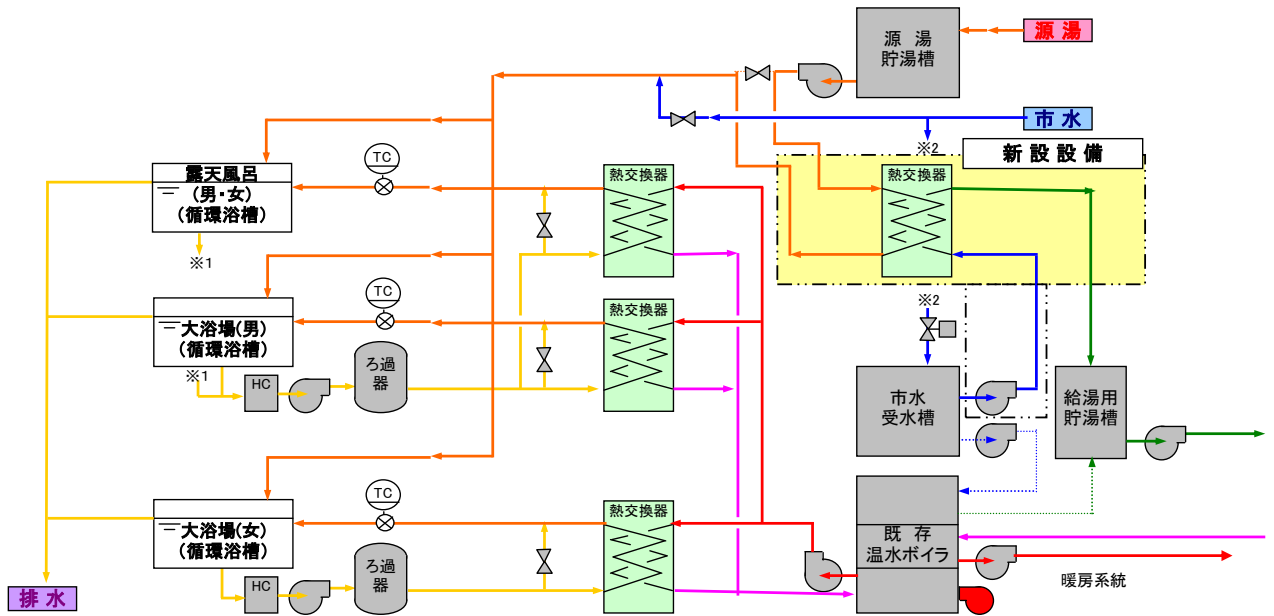 源 湯
貯湯槽
源 湯
市 水
※2
新 設 設 備
露天風呂
(男・女)
(循環浴槽)
TC
熱交換器
熱交換器
※1
大浴場(男)
(循環浴槽)
TC
熱交換器
※2
※1
HC
ろ過
器
市水
受水槽
給湯用
貯湯槽
大浴場(女)
(循環浴槽)
TC
熱交換器
HC
ろ過
器
既 存
温水ボイラ
暖房系統
排 水